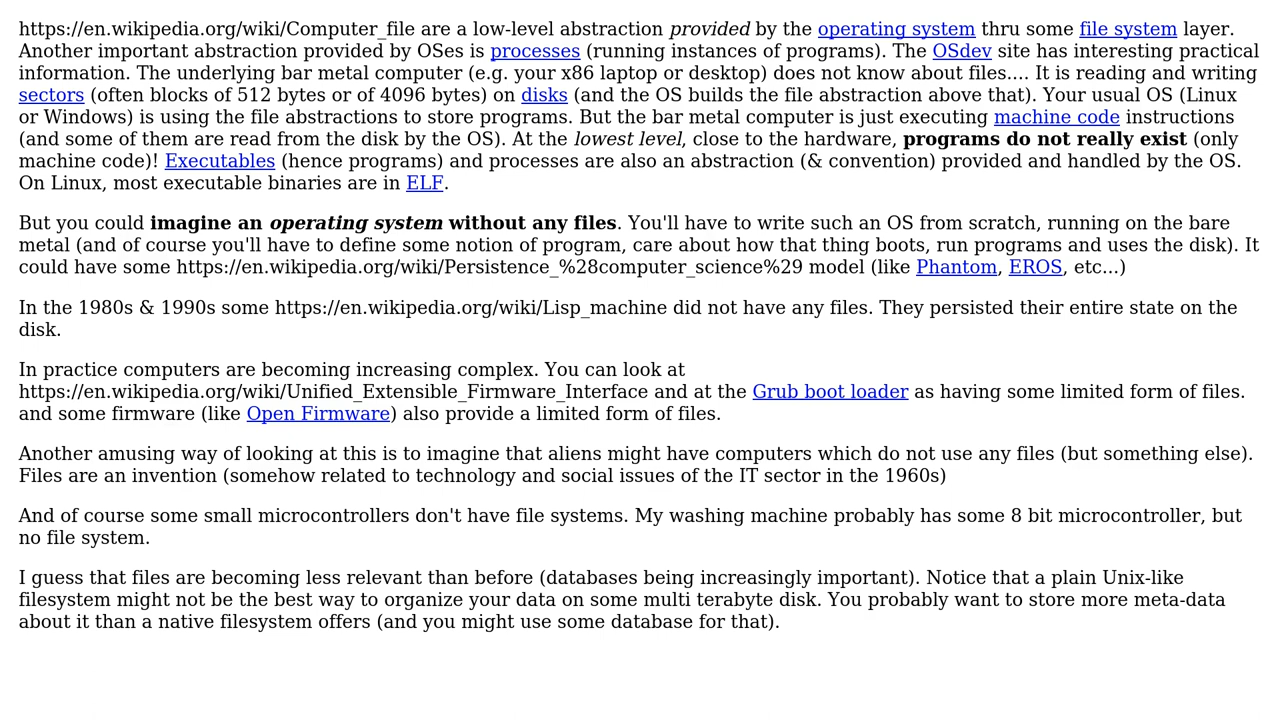 https://en.wikipedia.org/wiki/Computer_file are a low-level abstraction provided by the operating system thru some file system layer.
Another important abstraction provided by OSes is processes (running instances of programs). The OSdev site has interesting practical
information. The underlying bar metal computer (e.g. your x86 laptop or desktop) does not know about files.... It is reading and writing
sectors (often blocks of 512 bytes or of 4096 bytes) on disks (and the OS builds the file abstraction above that). Your usual OS (Linux
or Windows) is using the file abstractions to store programs. But the bar metal computer is just executing machine code instructions
(and some of them are read from the disk by the OS). At the lowest level, close to the hardware, programs do not really exist (only
machine code)! Executables (hence programs) and processes are also an abstraction (& convention) provided and handled by the OS.
On Linux, most executable binaries are in ELF.
But you could imagine an operating system without any files. You'll have to write such an OS from scratch, running on the bare
metal (and of course you'll have to define some notion of program, care about how that thing boots, run programs and uses the disk). It
could have some https://en.wikipedia.org/wiki/Persistence_%28computer_science%29 model (like Phantom, EROS, etc...)
In the 1980s & 1990s some https://en.wikipedia.org/wiki/Lisp_machine did not have any files. They persisted their entire state on the
disk.
In practice computers are becoming increasing complex. You can look at
https://en.wikipedia.org/wiki/Unified_Extensible_Firmware_Interface and at the Grub boot loader as having some limited form of files.
and some firmware (like Open Firmware) also provide a limited form of files.
Another amusing way of looking at this is to imagine that aliens might have computers which do not use any files (but something else).
Files are an invention (somehow related to technology and social issues of the IT sector in the 1960s)
And of course some small microcontrollers don't have file systems. My washing machine probably has some 8 bit microcontroller, but
no file system.
I guess that files are becoming less relevant than before (databases being increasingly important). Notice that a plain Unix-like
filesystem might not be the best way to organize your data on some multi terabyte disk. You probably want to store more meta-data
about it than a native filesystem offers (and you might use some database for that).